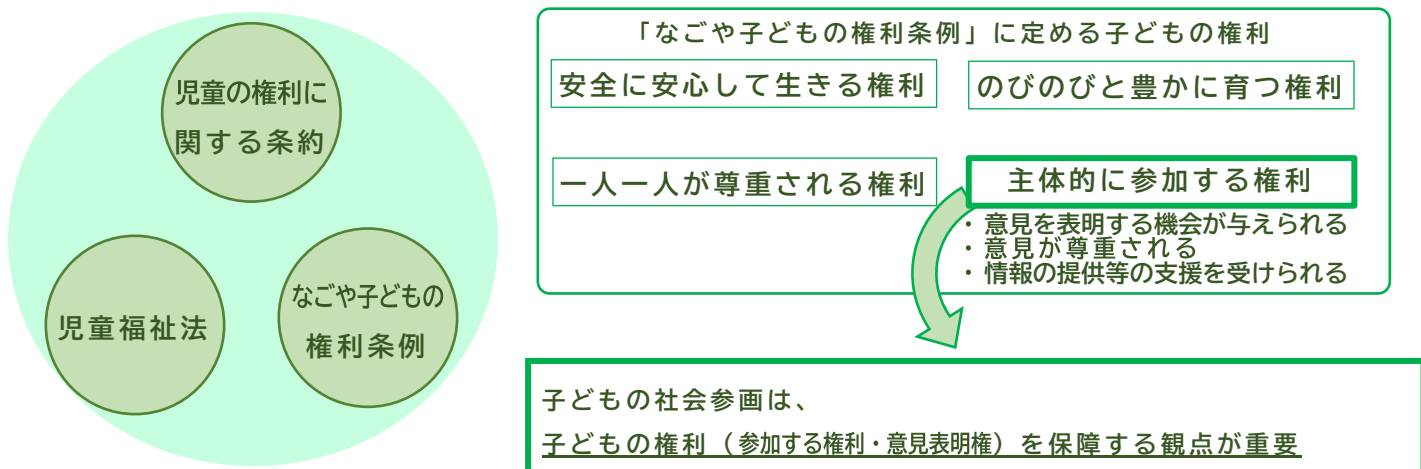 児童の権利に
関する条約
児童福祉法
なごや子どもの
権利条例
「なごや子どもの権利条例」に定める子どもの権利
安全に安心して生きる権利
のびのびと豊かに育つ権利
一人一人が尊重される権利
主体的に参加する権利
・意見を表明する機会が与えられる
・意見が尊重される
・情報の提供等の支援を受けられる
子どもの社会参画は、
子どもの権利（参加する権利・意見表明権）を保障する観点が重要